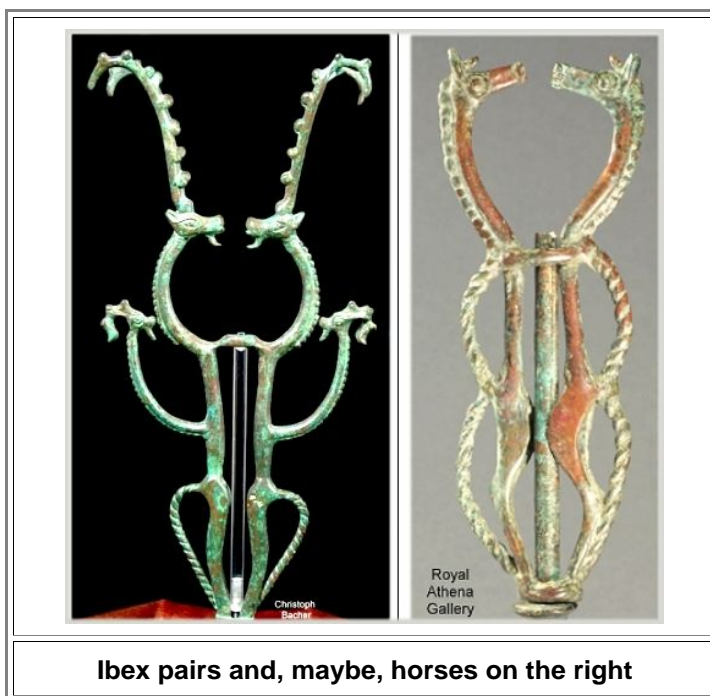 Christoph
Bacher
Royal
Athena
Gallery
Ibex pairs and, maybe, horses on the right